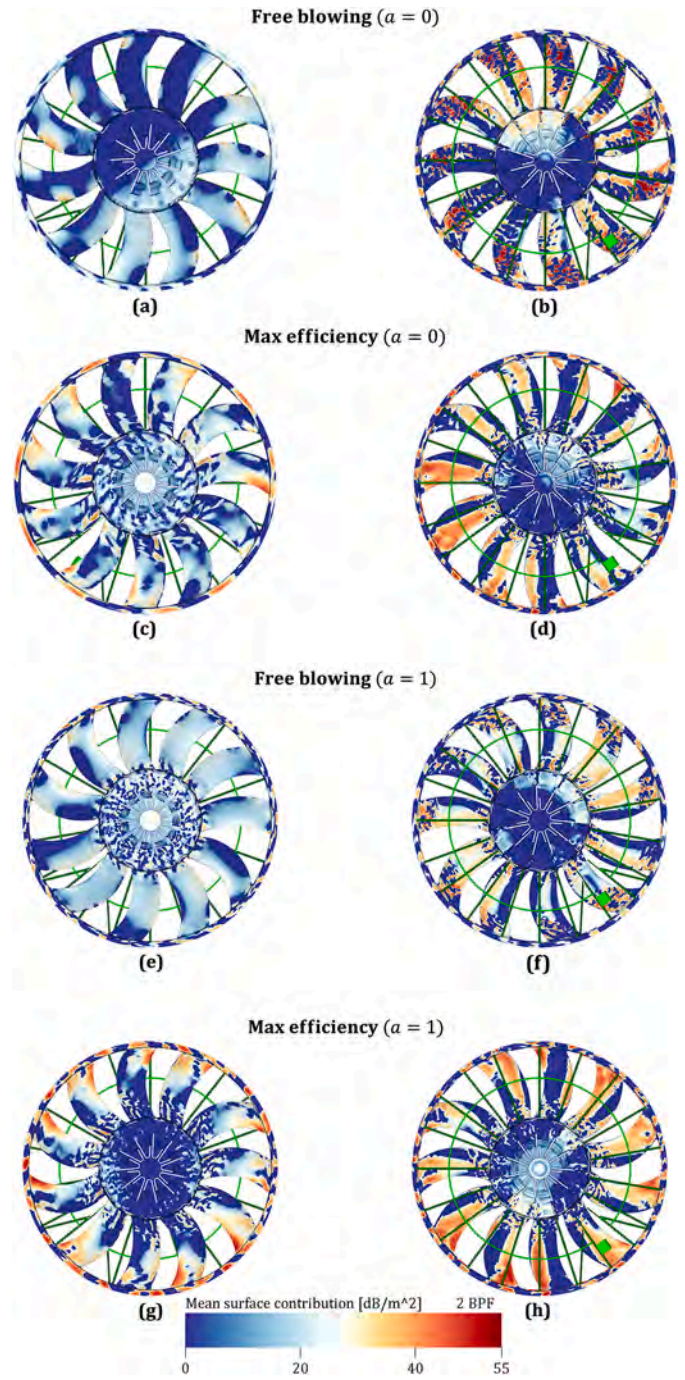 Free blowing (a = 0)
(a) (b)
Max efficiency (a = 0)
(c) (d)
Free blowing (a = 1)
(e) (f)
Max efficiency (a = 1)
(g) (h)
Mean surface contribution [dB/m^2] 2 BPF
0 20 40 55